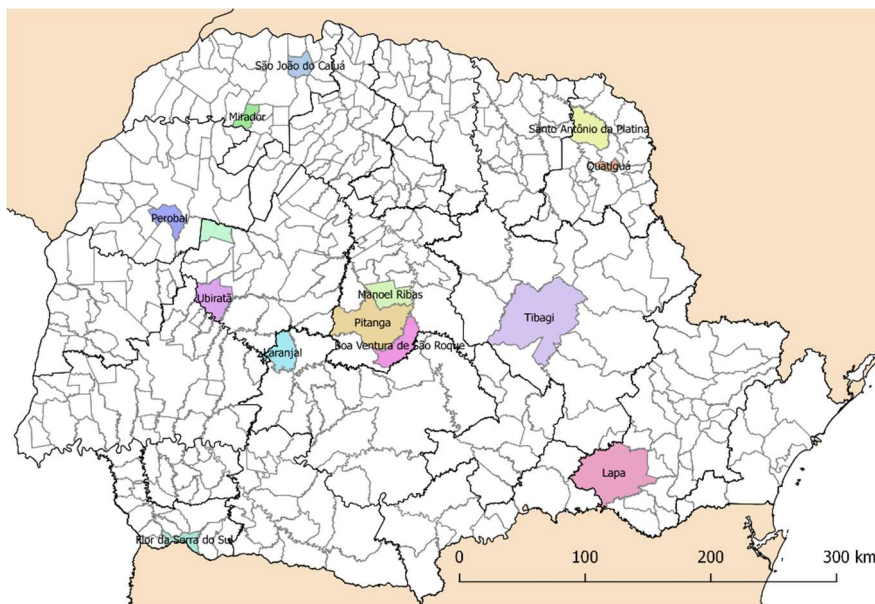 São João do Caiuá
Mirador
Santo Antônio da Platina
Quatiguá
Perobal
Ubiratã
Manoel Ribas
Pitanga
Tibagi
Boa Ventura de São Roque
Laranjal
Lapa
Flor da Serra do Sul
0 100 200 300 km